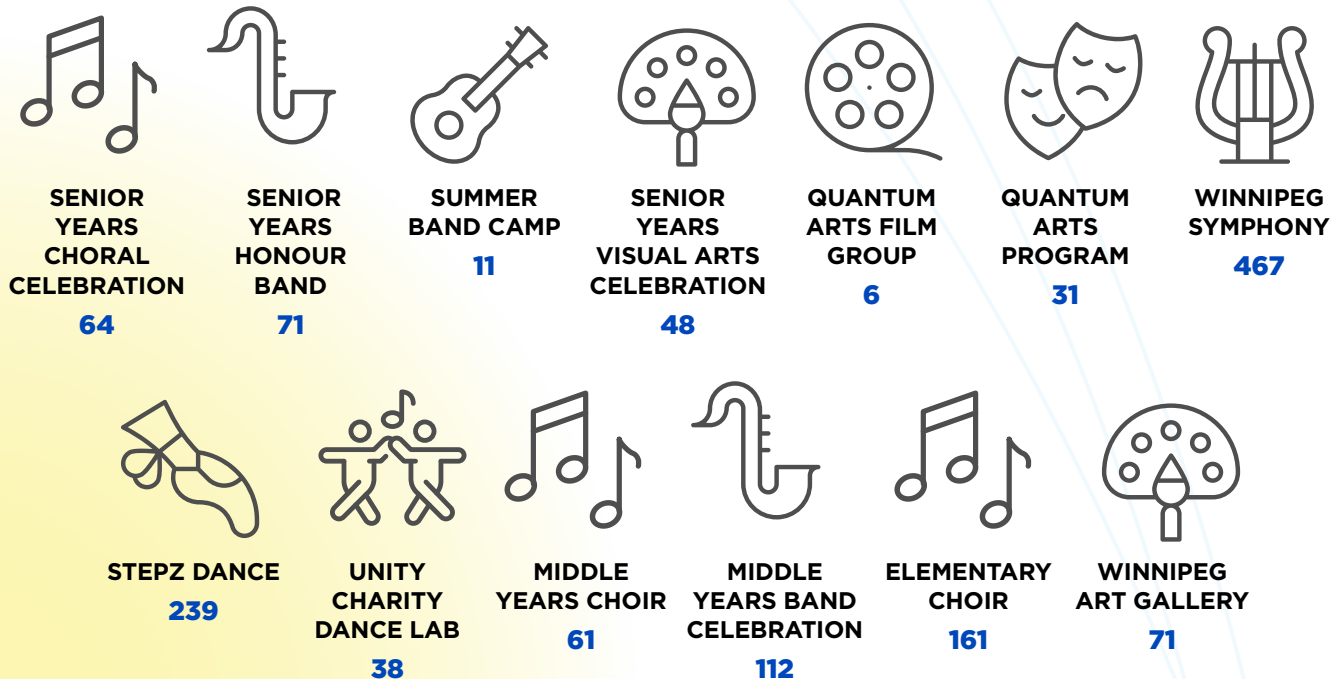 SENIOR
YEARS
CHORAL
CELEBRATION
64
SENIOR
YEARS
HONOUR
BAND
71
SUMMER
BAND CAMP
11
SENIOR
YEARS
VISUAL ARTS
CELEBRATION
48
QUANTUM
ARTS FILM
GROUP
6
QUANTUM
ARTS
PROGRAM
31
WINNIPEG
SYMPHONY
467
STEPZ DANCE
239
UNITY
CHARITY
DANCE LAB
38
MIDDLE
YEARS CHOIR
61
MIDDLE
YEARS BAND
CELEBRATION
112
ELEMENTARY
CHOIR
161
WINNIPEG
ART GALLERY
71